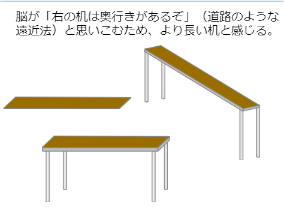 脳が「右の机は奥行きがあるぞ」（道路のような
遠近法）と思いこむため、より長い机と感じる。